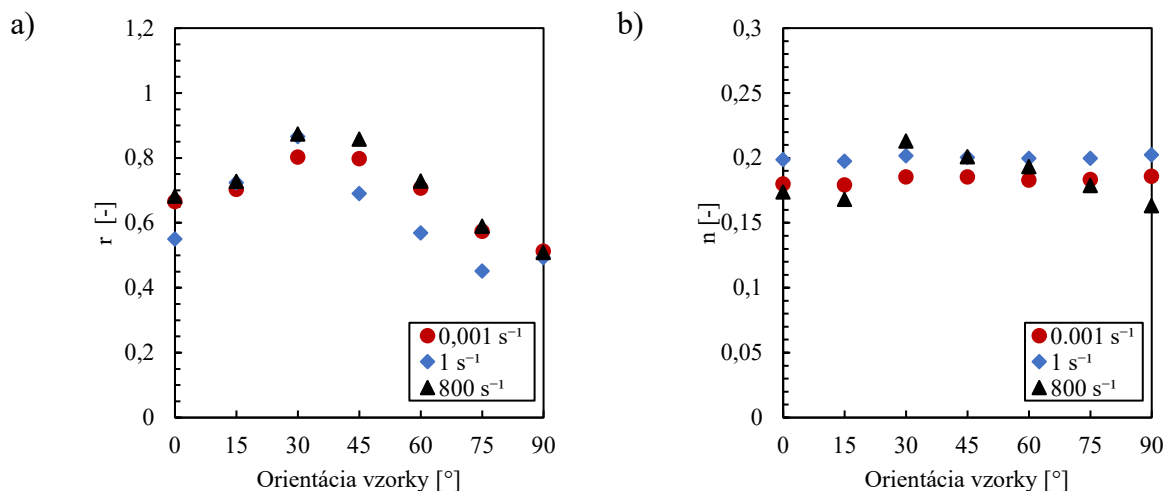 a)
1,2
1
0,8
0,6
0,4
0,2
0
r [-]
0 15 30 45 60 75 90
Orientácia vzorky [°]
0,001 s⁻¹
1 s⁻¹
800 s⁻¹
b)
0,3
0,25
0,2
0,15
0,1
0,05
0
n [-]
0 15 30 45 60 75 90
Orientácia vzorky [°]
0.001 s⁻¹
1 s⁻¹
800 s⁻¹